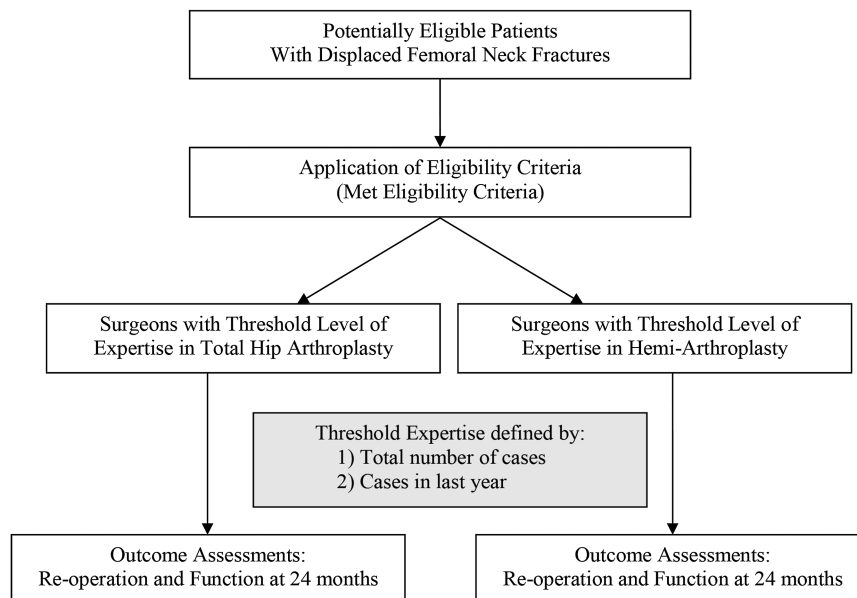 Potentially Eligible Patients
With Displaced Femoral Neck Fractures
Application of Eligibility Criteria
(Met Eligibility Criteria)
Surgeons with Threshold Level of
Expertise in Total Hip Arthroplasty
Surgeons with Threshold Level of
Expertise in Hemi-Arthroplasty
Threshold Expertise defined by:
1) Total number of cases
2) Cases in last year
Outcome Assessments:
Re-operation and Function at 24 months
Outcome Assessments:
Re-operation and Function at 24 months